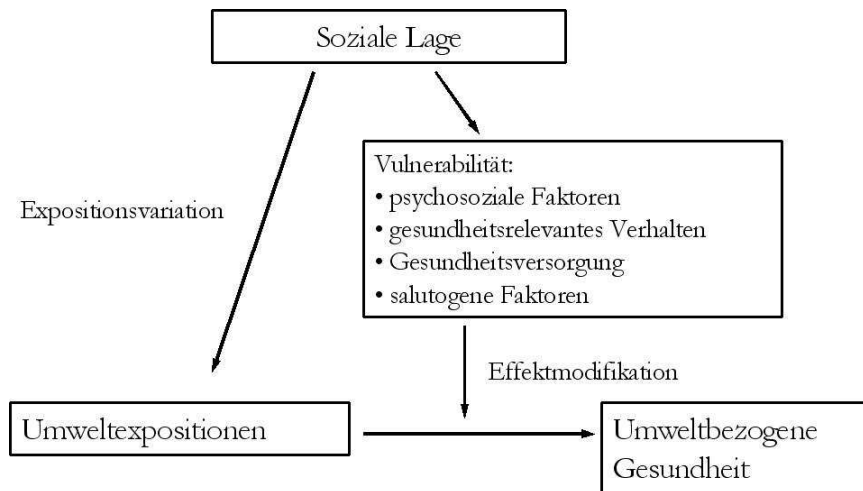 Soziale Lage
Vulnerabilität:
• psychosoziale Faktoren
• gesundheitsrelevantes Verhalten
• Gesundheitsversorgung
• salutogene Faktoren
Expositionsvariation
Effektmodifikation
Umweltexpositionen
Umweltbezogene
Gesundheit